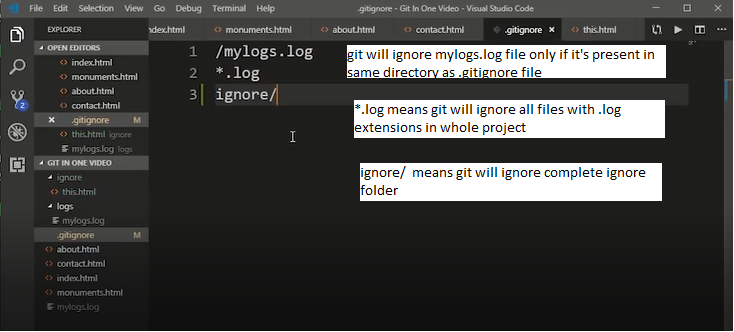 File Edit Selection View Go Debug Terminal Help .gitignore - Git In One Video - Visual Studio Code
EXPLORER
index.html monuments.html about.html contact.html .gitignore this.html
OPEN EDITORS
index.html
monuments.html
about.html
contact.html
.gitignore M
this.html ignore
mylogs.log logs
GIT IN ONE VIDEO
ignore
this.html
logs
mylogs.log
.gitignore M
about.html
contact.html
index.html
monuments.html
mylogs.log
2
1 /mylogs.log
2 *.log
3 ignore/
git will ignore mylogs.log file only if it's present in
same directory as .gitignore file
*.log means git will ignore all files with .log
extensions in whole project
ignore/ means git will ignore complete ignore
folder